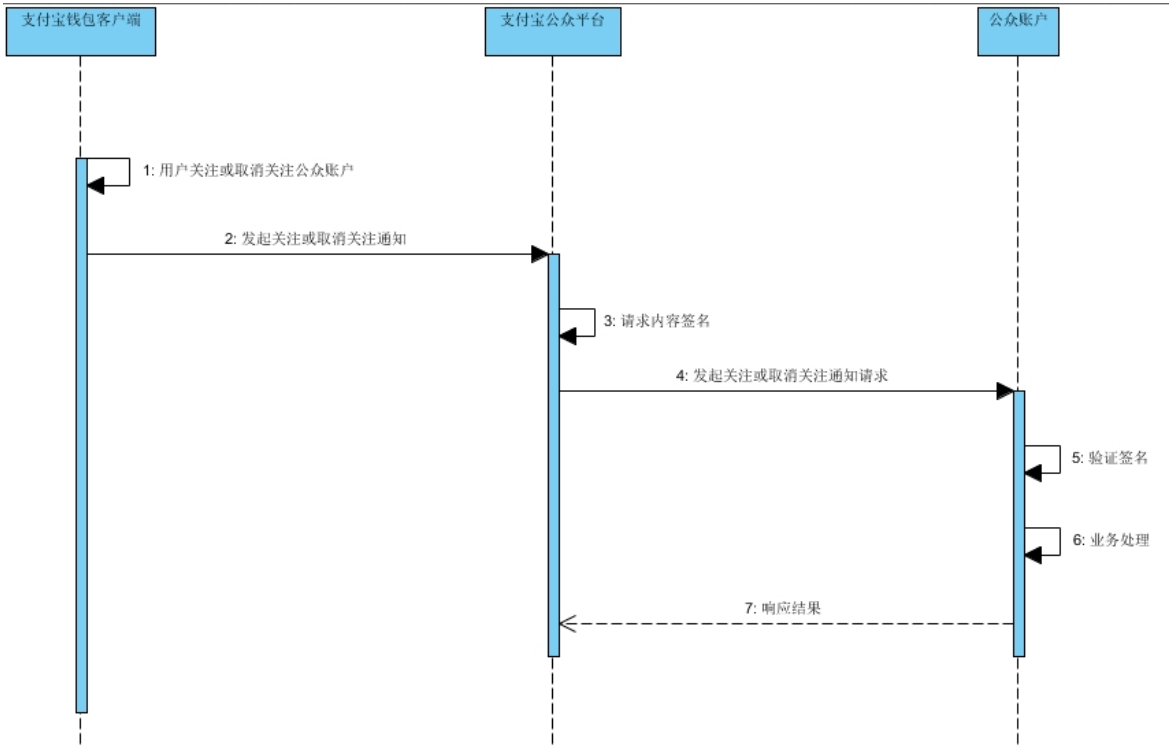 支付宝钱包客户端
支付宝公众平台
公众账户
1: 用户关注或取消关注公众账户
2: 发起关注或取消关注通知
3: 请求内容签名
4: 发起关注或取消关注通知请求
5: 验证签名
6: 业务处理
7: 响应结果